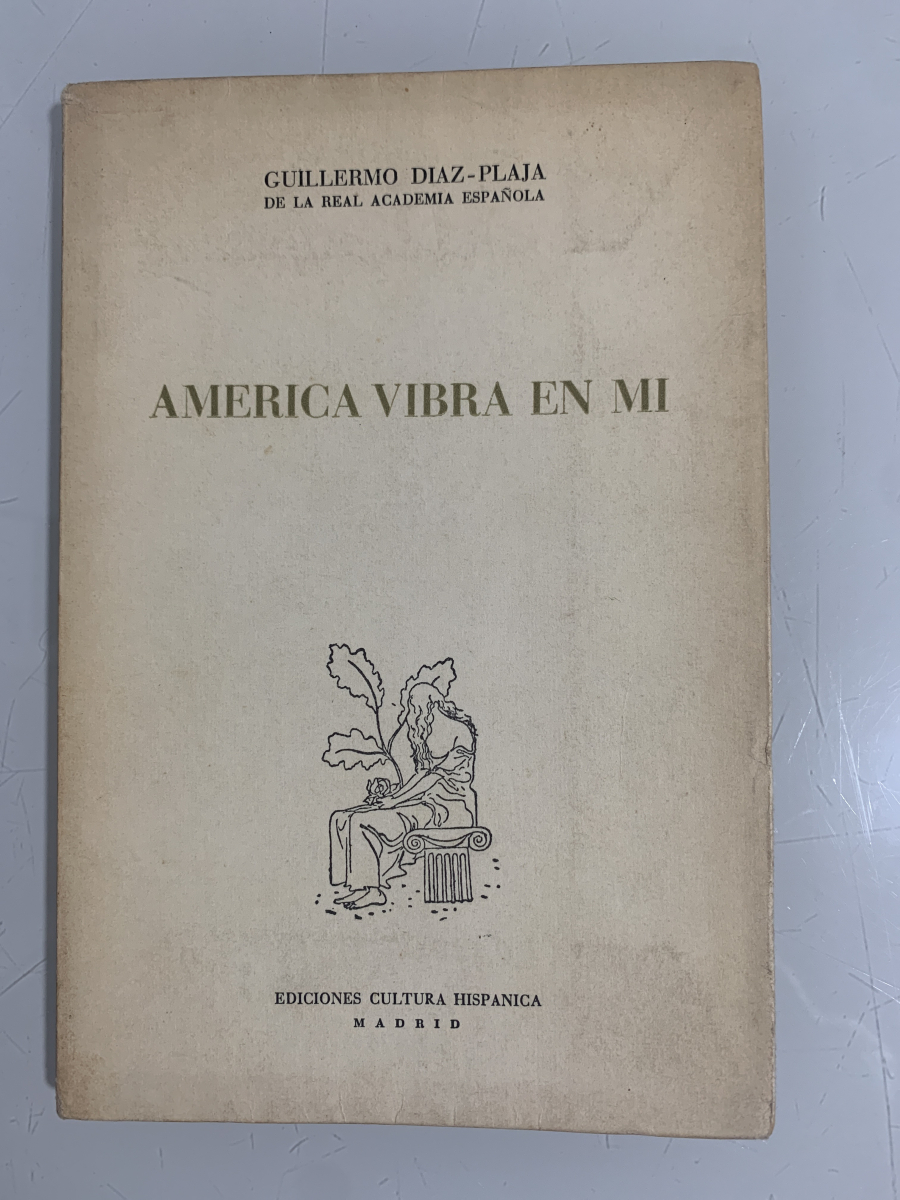 GUILLERMO DIAZ-PLAJA
DE LA REAL ACADEMIA ESPAÑOLA
AMERICA VIBRA EN MI
EDICIONES CULTURA HISPANICA
MADRID